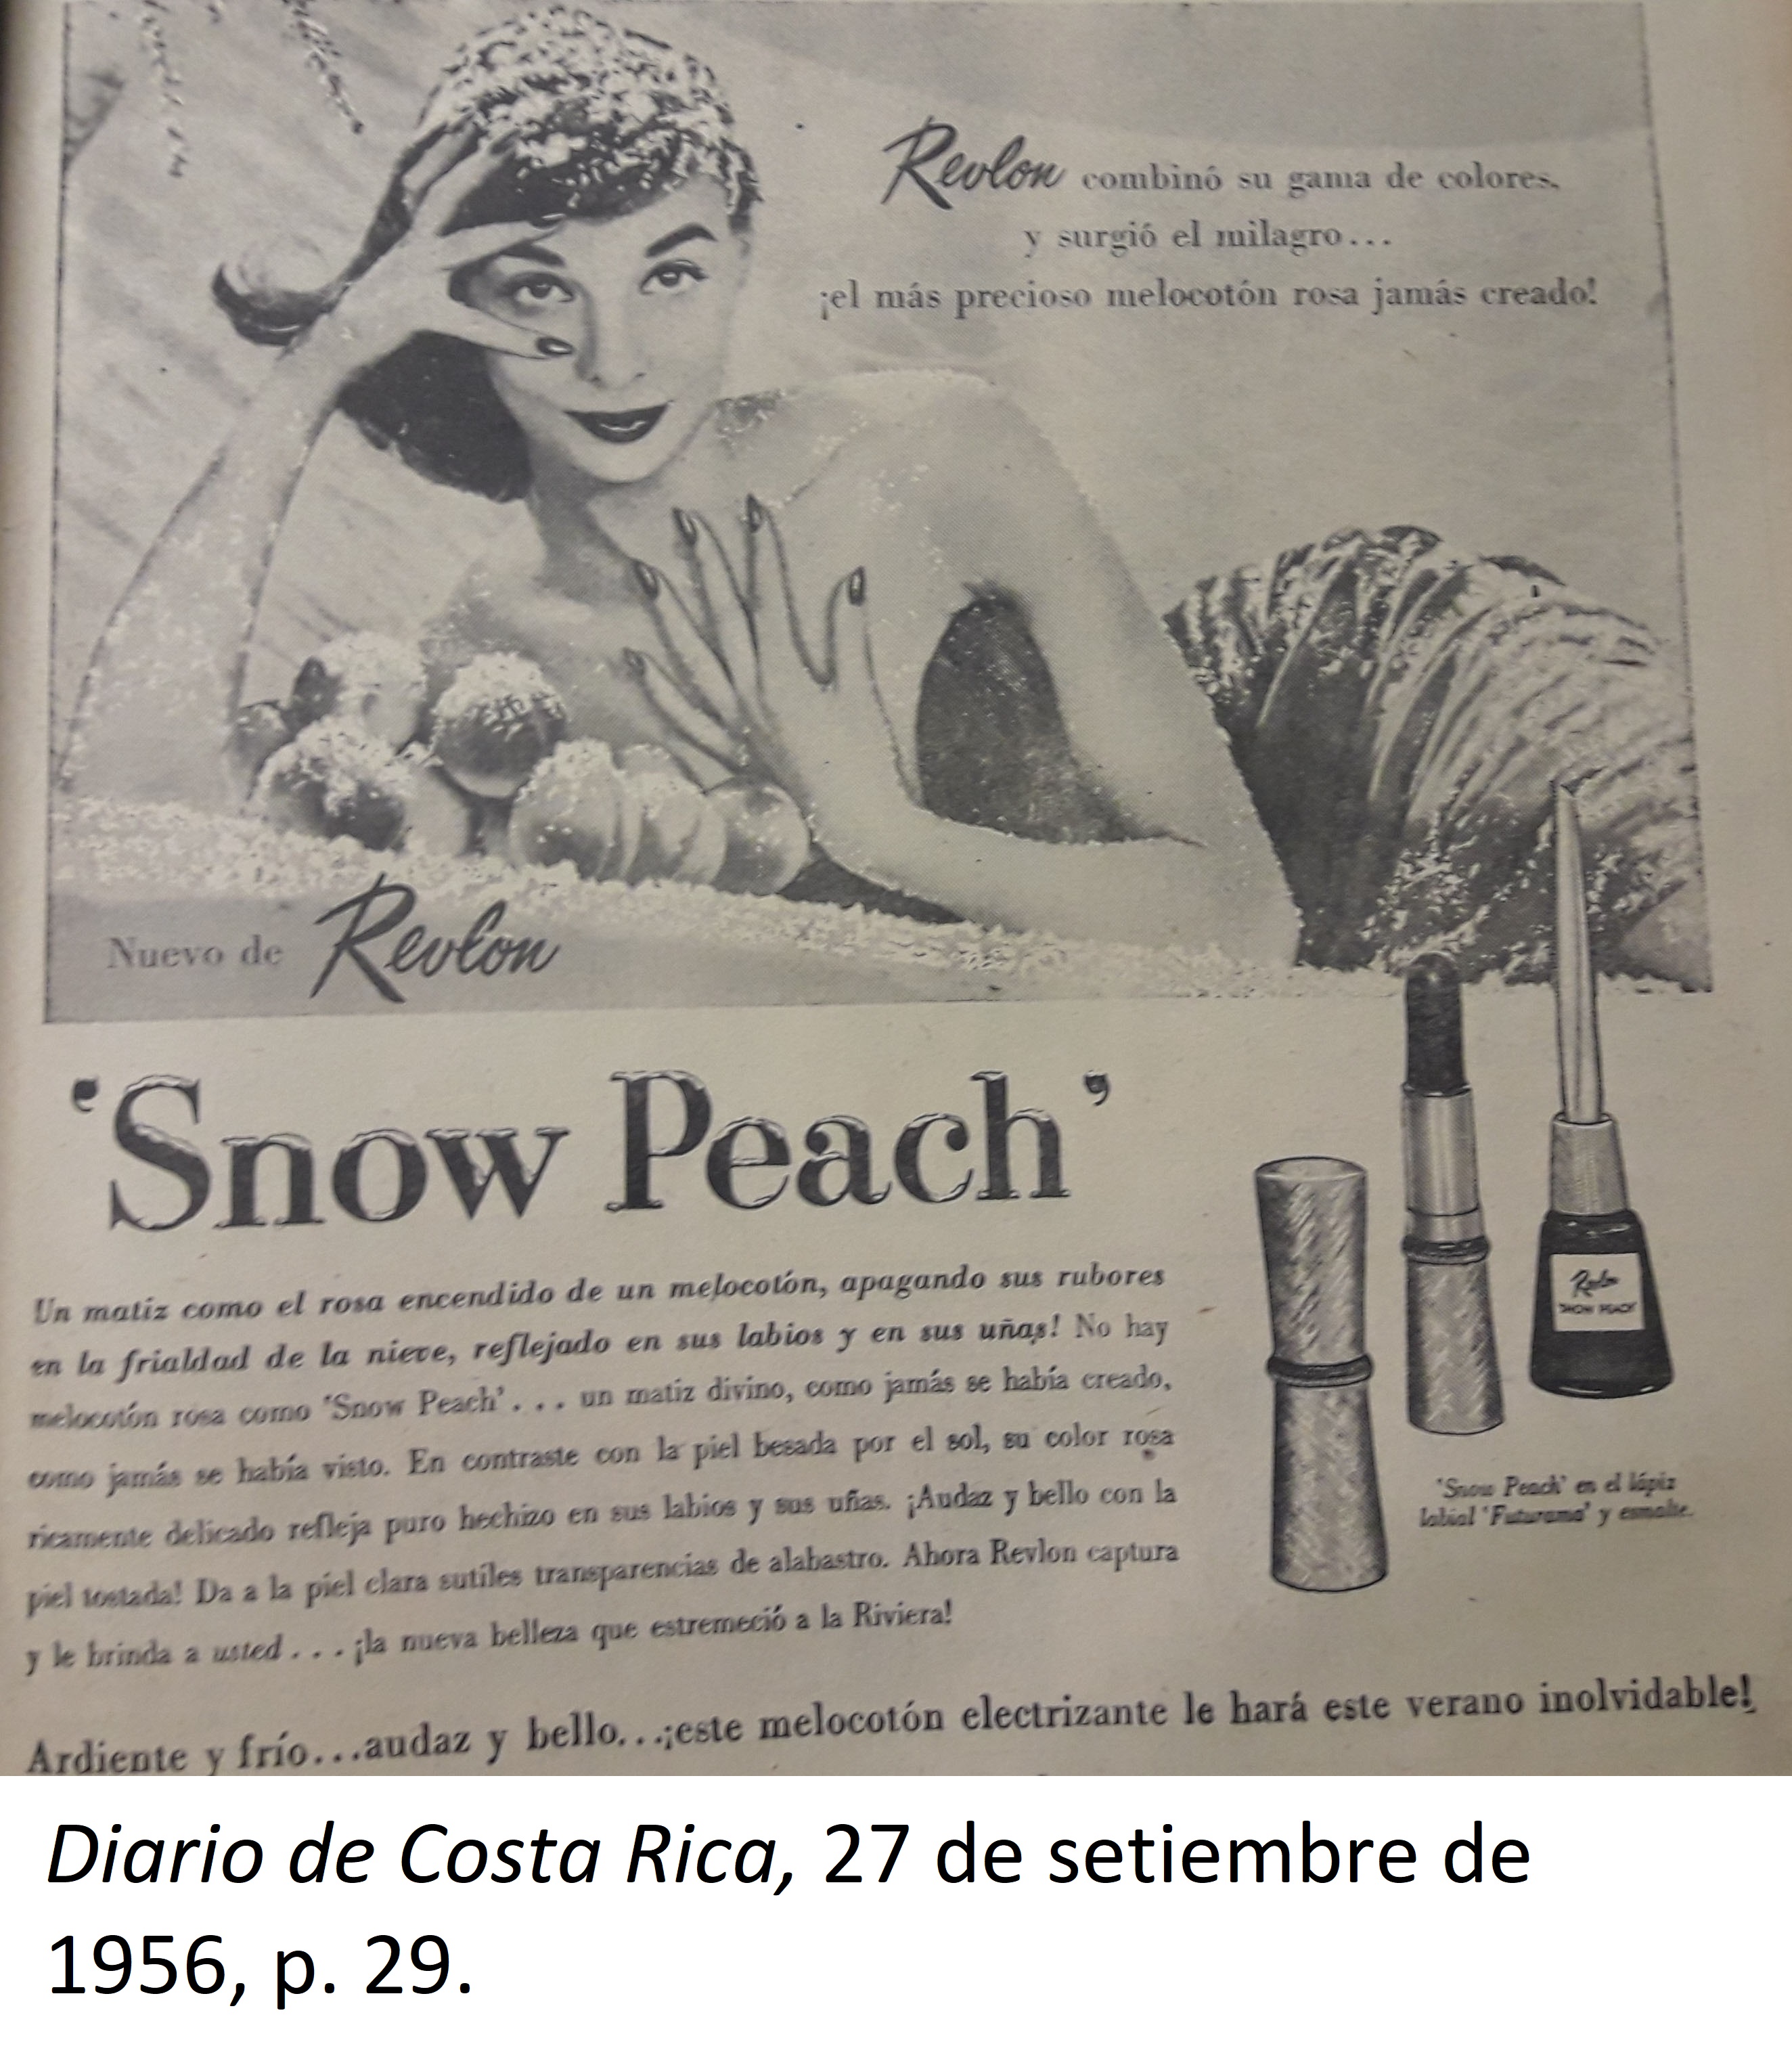 Revlon combinó su gama de colores.
y surgió el milagro...
¡el más precioso melocotón rosa jamás creado!
Nuevo de Revlon
'Snow Peach'
Un matiz como el rosa encendido de un melocotón, apagando sus rubores
en la frialdad de la nieve, reflejado en sus labios y en sus uñas! No hay
melocotón rosa como 'Snow Peach'... un matiz divino, como jamás se había creado,
como jamás se había visto. En contraste con la piel besada por el sol, su color rosa
ricamente delicado refleja puro hechizo en sus labios y sus uñas. ¡Audaz y bello con la
piel tostada! Da a la piel clara sutiles transparencias de alabastro. Ahora Revlon captura
y le brinda a usted... ¡la nueva belleza que estremeció a la Riviera!
Revlon
SNOW PEACH
'Snow Peach' en el lápiz
labial 'Futurama' y esmalte.
Ardiente y frío...audaz y bello...¡este melocotón electrizante le hará este verano inolvidable!
Diario de Costa Rica, 27 de setiembre de
1956, p. 29.